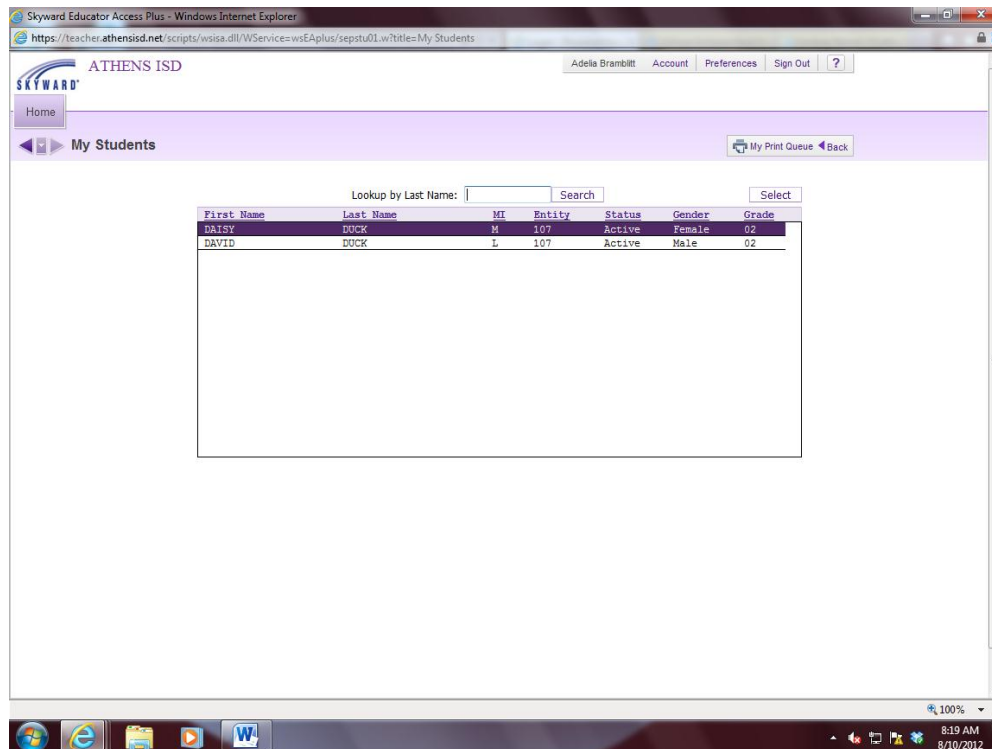 Skyward Educator Access Plus - Windows Internet Explorer
https://teacher.athensisd.net/scripts/wsisa.dll/WService=wsEAplus/sepstu01.w?title=My Students
SKYWARD®
ATHENS ISD
Adelia Bramblitt Account Preferences Sign Out ?
Home
My Students
My Print Queue Back
Lookup by Last Name: Search Select
First Name Last Name MI Entity Status Gender Grade
DAISY DUCK M 107 Active Female 02
DAVID DUCK L 107 Active Male 02
100%
W
8:19 AM
8/10/2012